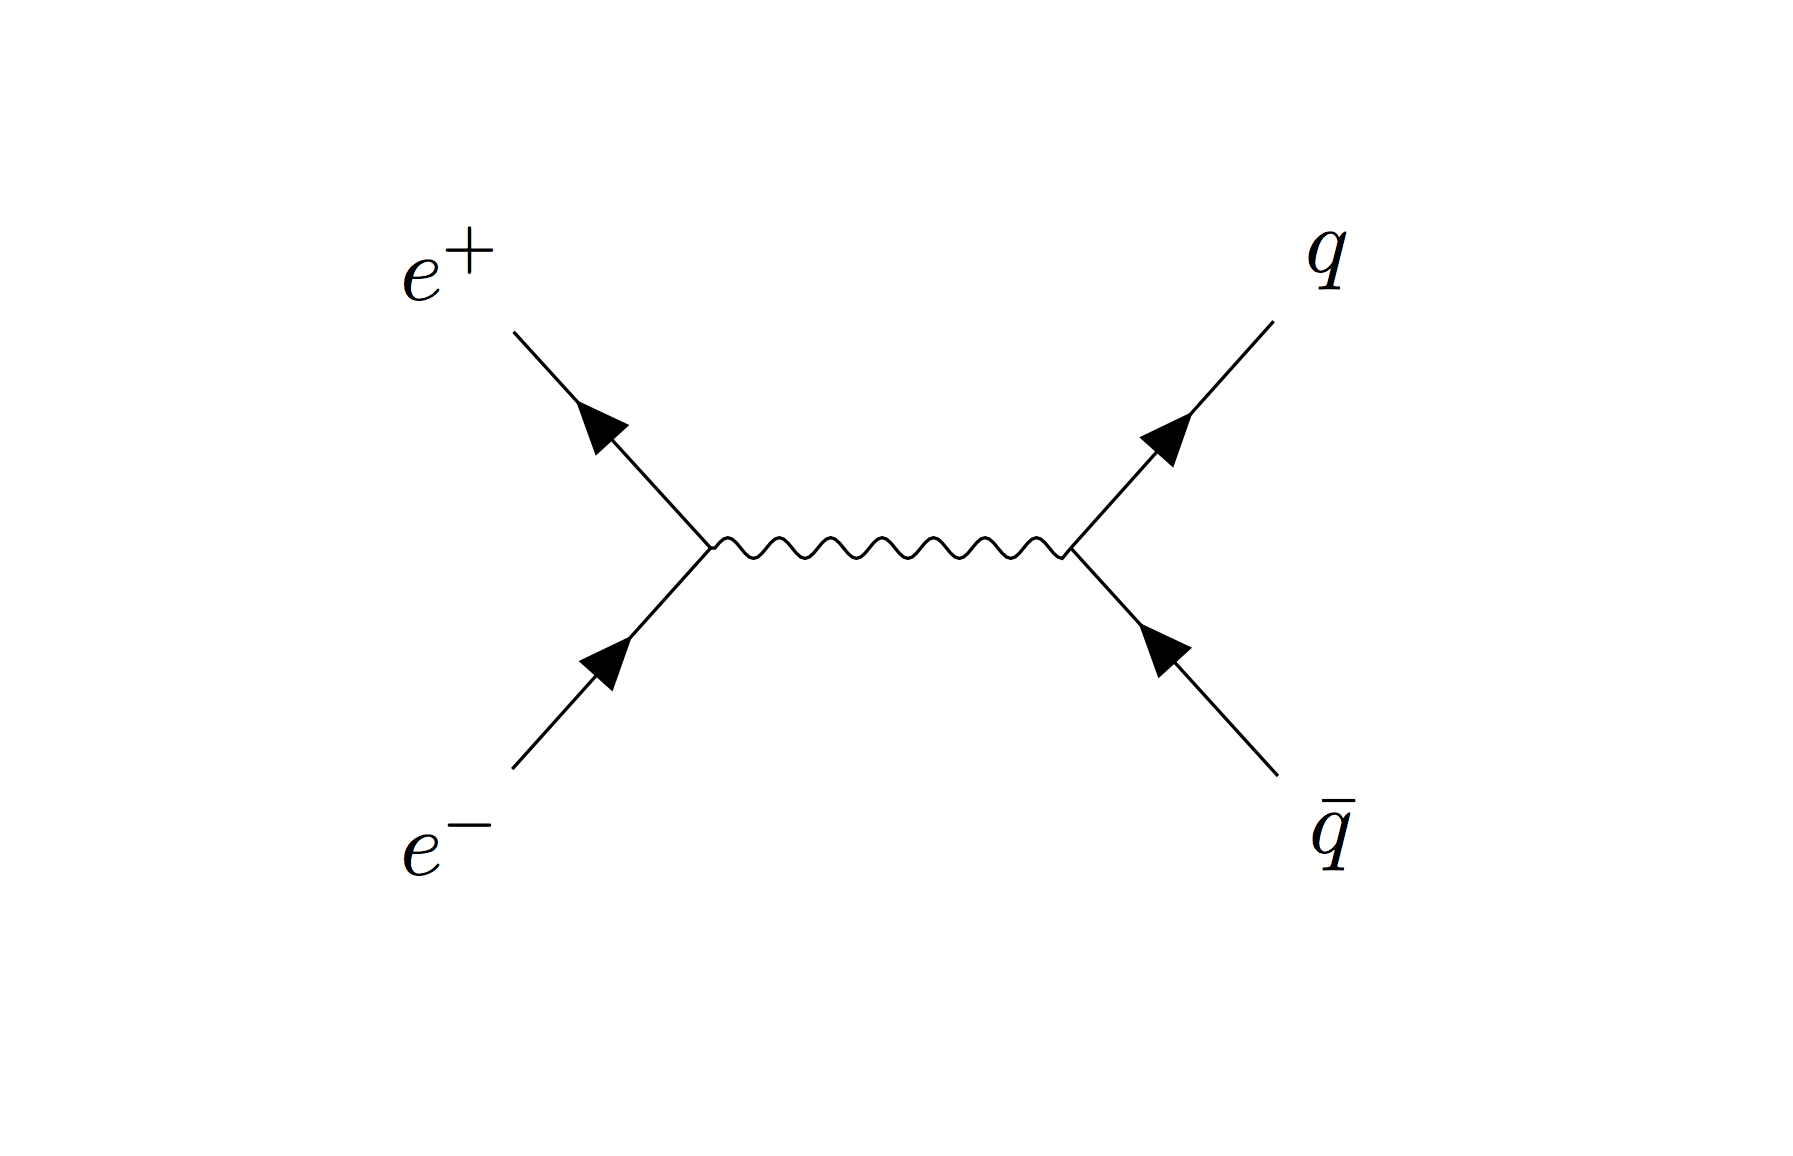 e⁺ q
e⁻ q̄